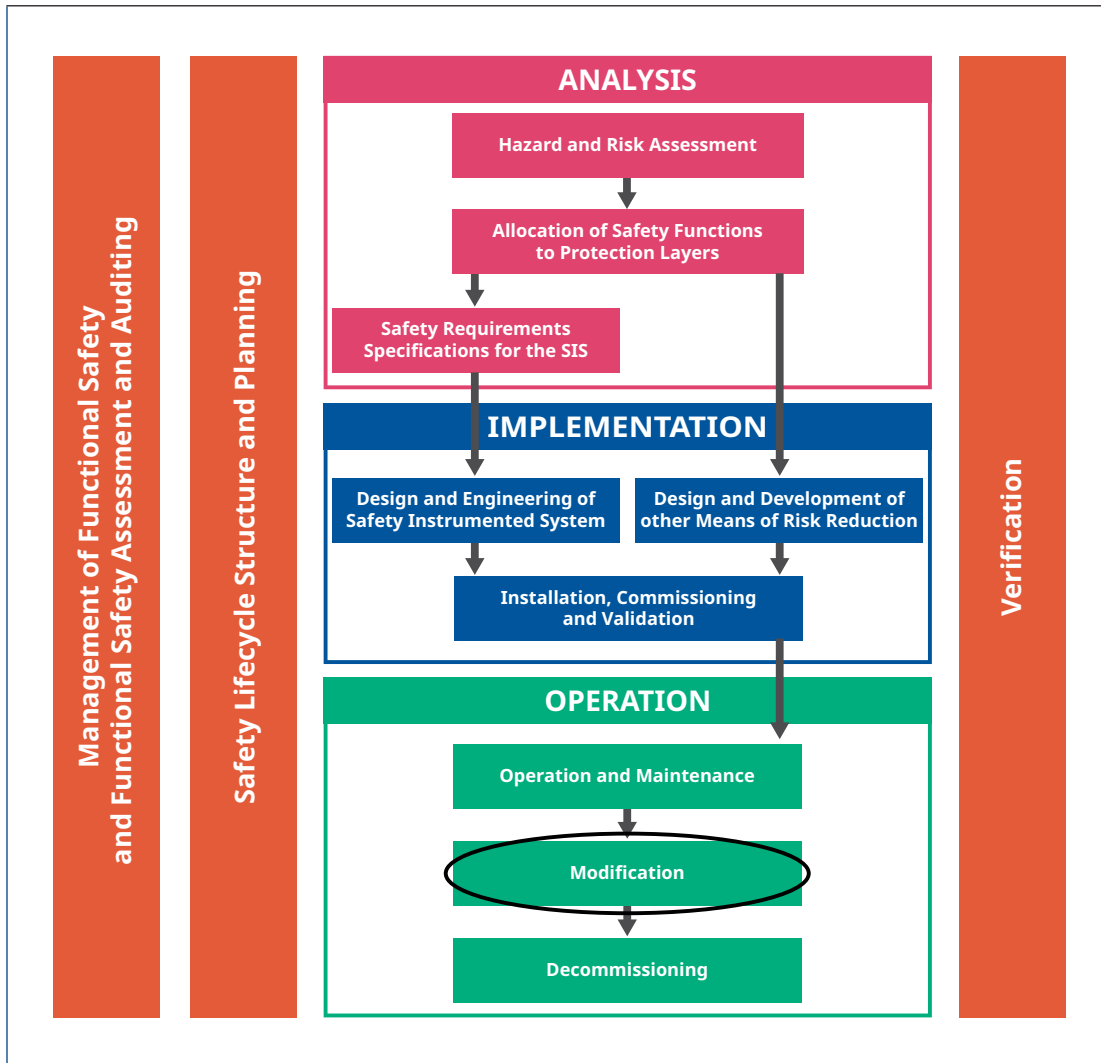 Management of Functional Safety
and Functional Safety Assessment and Auditing
Safety Lifecycle Structure and Planning
ANALYSIS
Hazard and Risk Assessment
Allocation of Safety Functions
to Protection Layers
Safety Requirements
Specifications for the SIS
IMPLEMENTATION
Design and Engineering of
Safety Instrumented System
Design and Development of
other Means of Risk Reduction
Installation, Commissioning
and Validation
OPERATION
Operation and Maintenance
Modification
Decommissioning
Verification